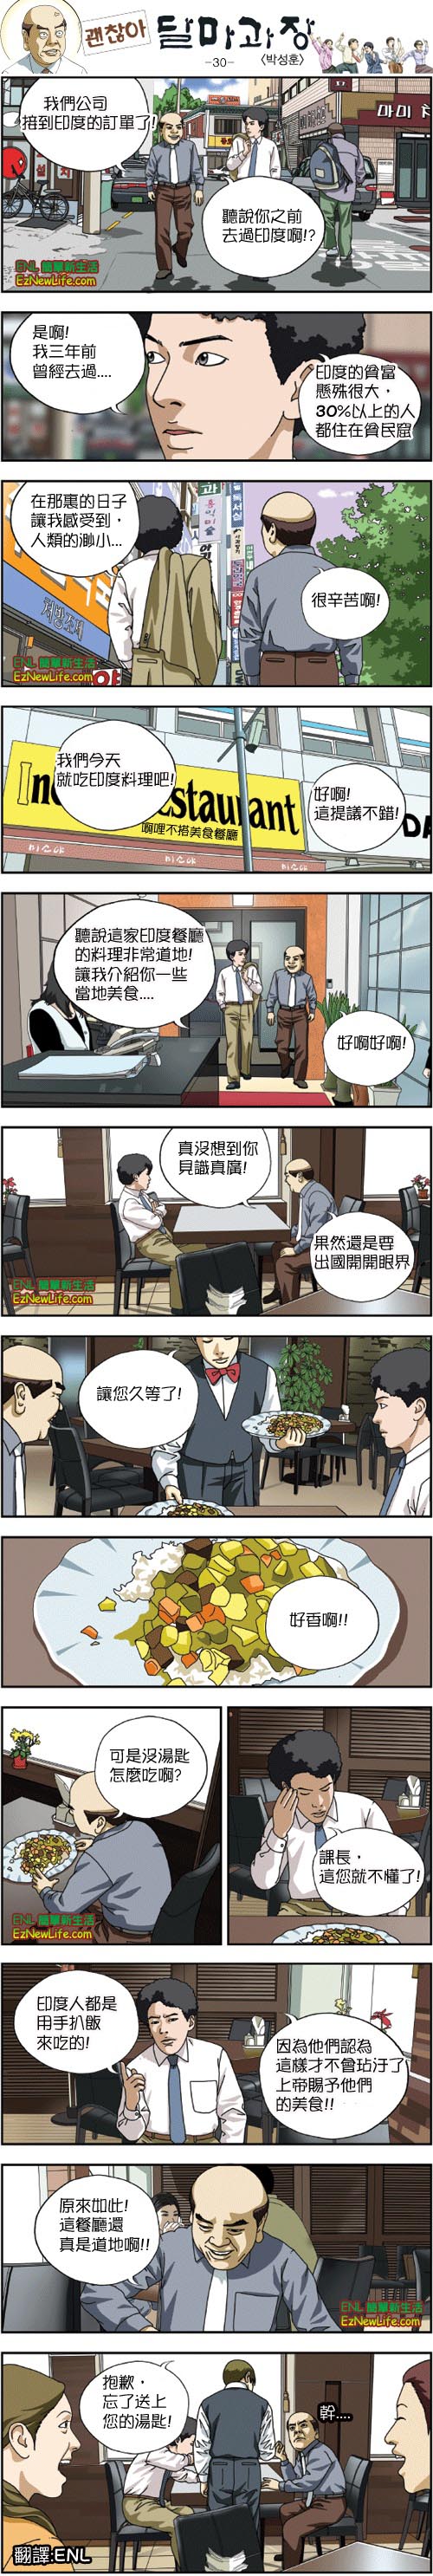 괜찮아
달마과장
-30-
<박성훈>
我們公司
接到印度的訂單了!
聽說你之前
去過印度啊!?
마미
ENL 簡單新生活
EzNewLife.com
是啊!
我三年前
曾經去過....
印度的貧富
懸殊很大，
30%以上的人
都住在貧民窟
在那裏的日子
讓我感受到，
人類的渺小...
很辛苦啊!
독서실
ENL 簡單新生活
EzNewLife.com
我們今天
就吃印度料理吧!
好啊!
這提議不錯!
啊哩不搭美食餐廳
미소야
미소야
聽說這家印度餐廳
的料理非常道地!
讓我介紹你一些
當地美食....
好啊好啊!
真沒想到你
見識真廣!
果然還是要
出國開開眼界
ENL 簡單新生活
EzNewLife.com
讓您久等了!
好香啊!!
可是沒湯匙
怎麼吃啊?
ENL 簡單新生活
EzNewLife.com
課長，
這您就不懂了!
印度人都是
用手扒飯
來吃的!
因為他們認為
這樣才不會玷汙了
上帝賜予他們
的美食!!
原來如此!
這餐廳還
真是道地啊!!
ENL 簡單新生活
EzNewLife.com
抱歉，
忘了送上
您的湯匙!
幹....
翻譯:ENL